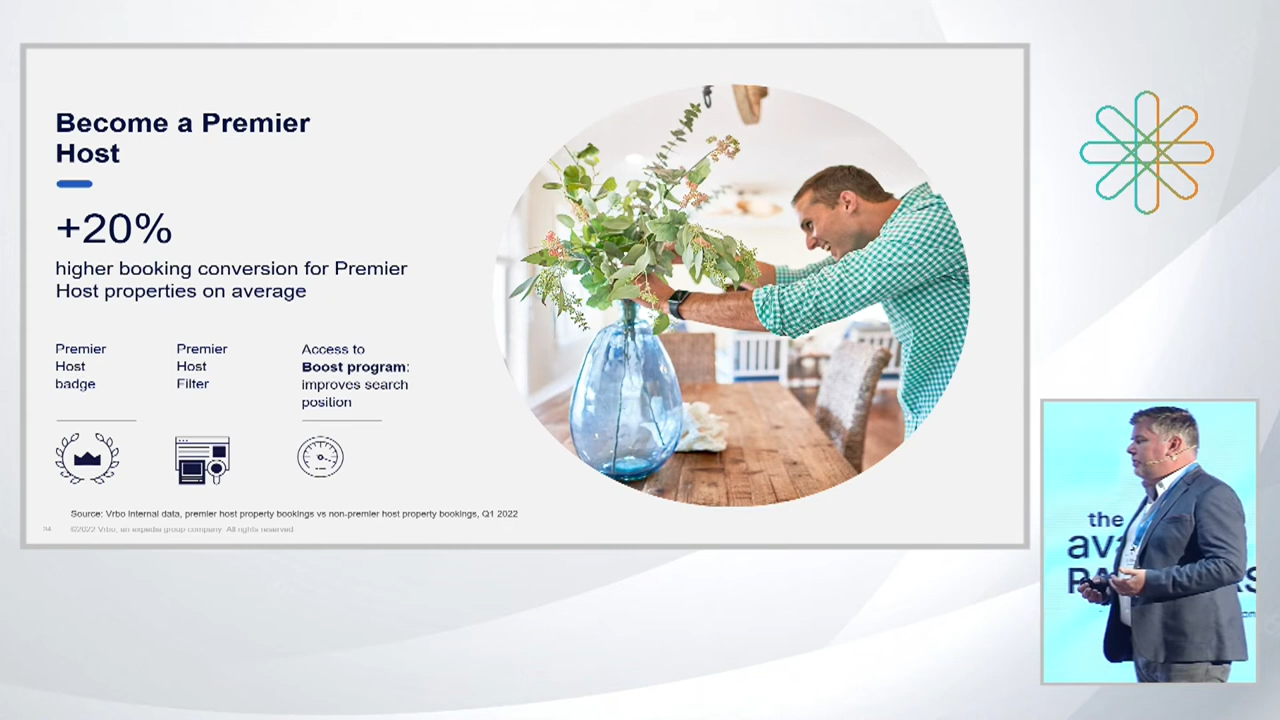 Become a Premier
Host
+20%
higher booking conversion for Premier
Host properties on average
Premier
Host
badge
Premier
Host
Filter
Access to
Boost program:
improves search
position
Source: Vrbo Internal data, premier host property bookings vs non-premier host property bookings, Q1 2022
34 ©2022 Vrbo, an expedia group company. All rights reserved
the